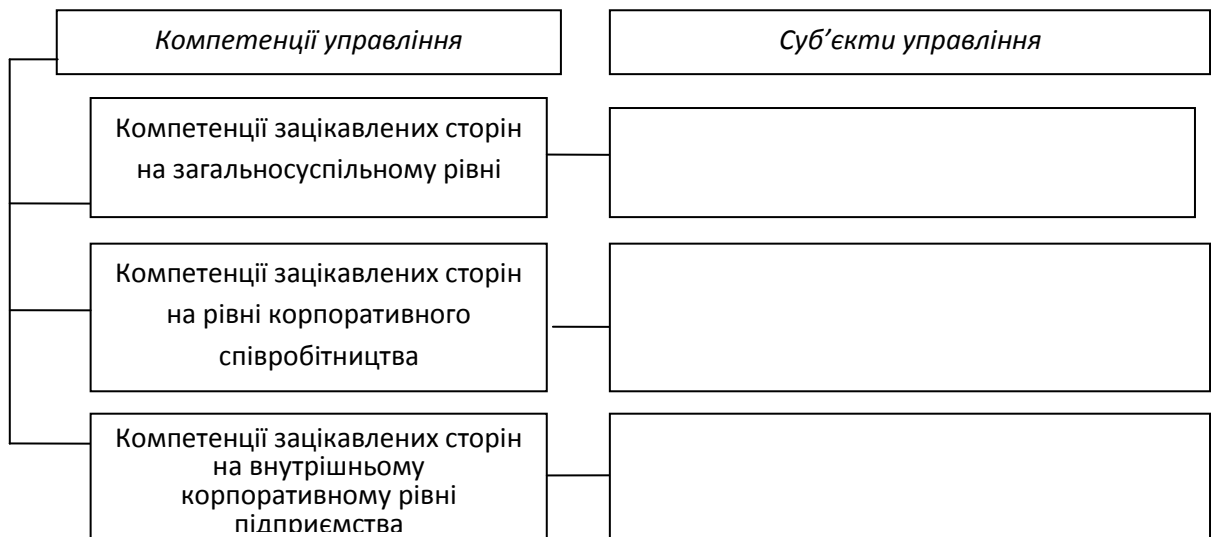 Компетенції управління
Суб’єкти управління
Компетенції зацікавлених сторін
на загальносуспільному рівні
Компетенції зацікавлених сторін
на рівні корпоративного
співробітництва
Компетенції зацікавлених сторін
на внутрішньому
корпоративному рівні
підприємства